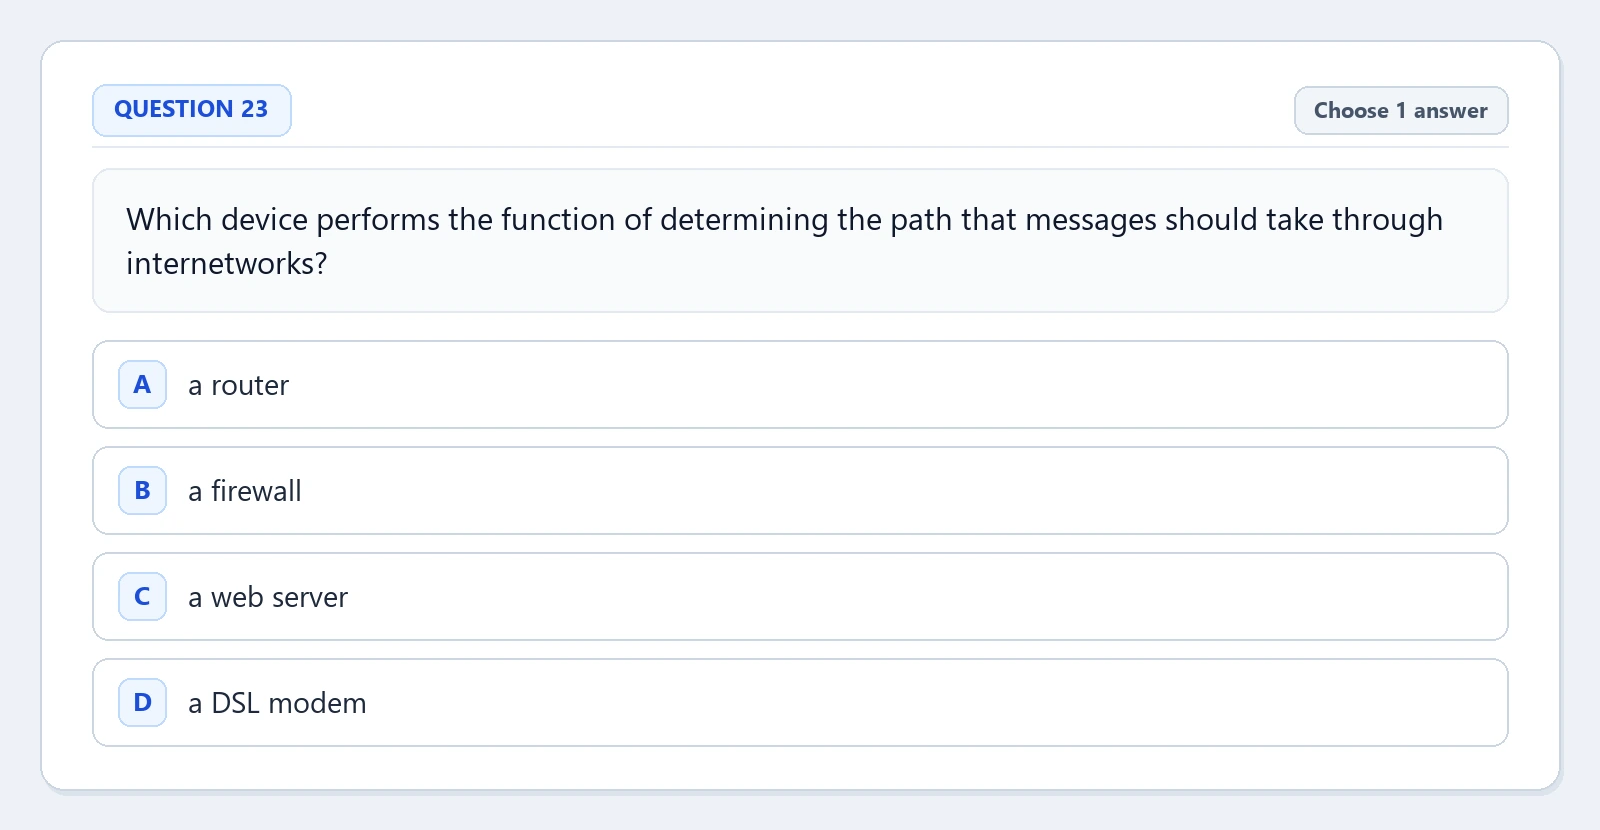 QUESTION 23
Choose 1 answer
Which device performs the function of determining the path that messages should take through
internetworks?
A a router
B a firewall
C a web server
D a DSL modem